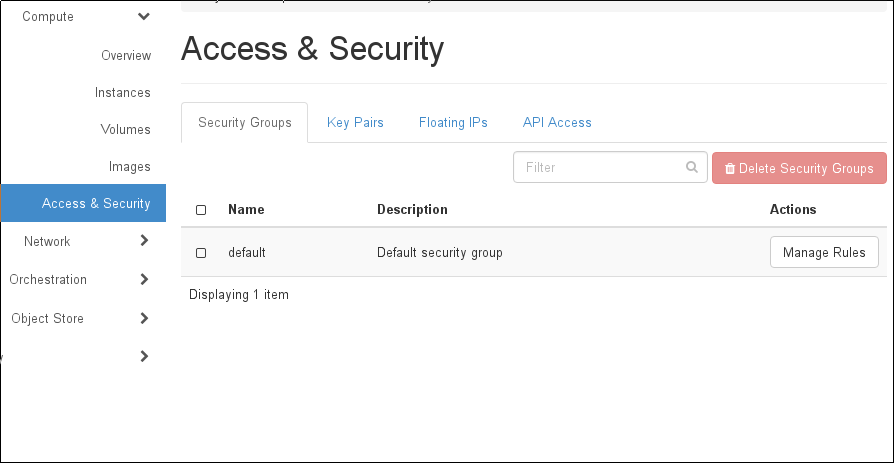 Compute
Overview
Instances
Volumes
Images
Access & Security
Network
Orchestration
Object Store
Access & Security
Security Groups Key Pairs Floating IPs API Access
Filter Delete Security Groups
Name Description Actions
default Default security group Manage Rules
Displaying 1 item